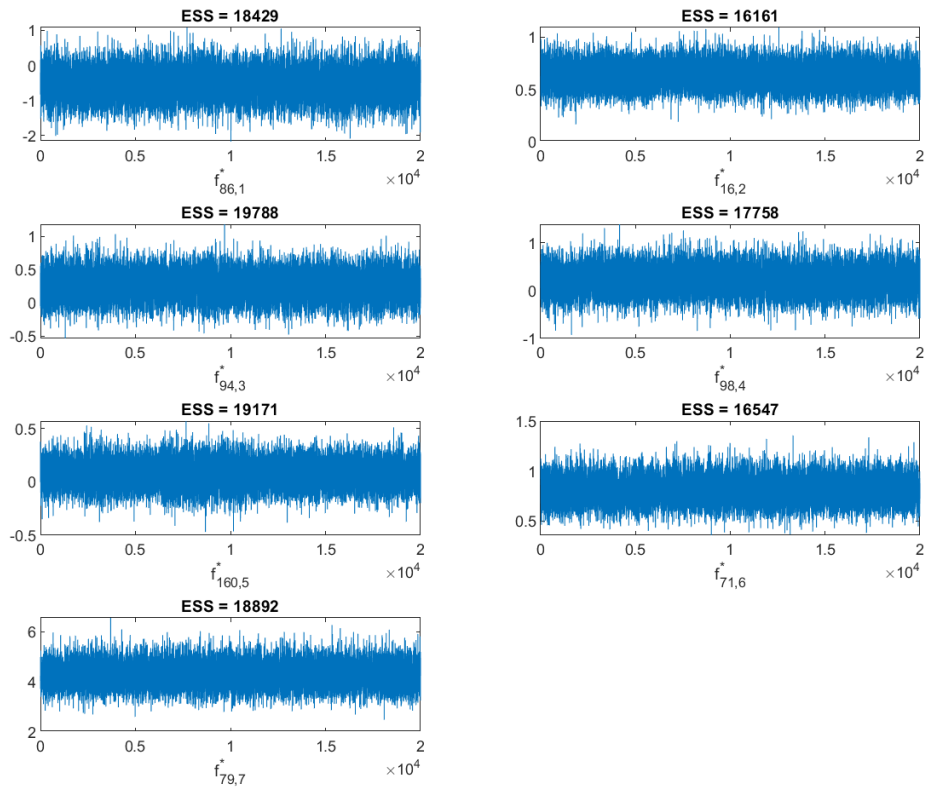 ESS = 18429
1
0
-1
-2
0 0.5 1 1.5 2
×10^4
f*86,1
ESS = 16161
1
0.5
0
0 0.5 1 1.5 2
×10^4
f*16,2
ESS = 19788
1
0.5
0
-0.5
0 0.5 1 1.5 2
×10^4
f*94,3
ESS = 17758
1
0
-1
0 0.5 1 1.5 2
×10^4
f*98,4
ESS = 19171
0.5
0
-0.5
0 0.5 1 1.5 2
×10^4
f*160,5
ESS = 16547
1.5
1
0.5
0 0.5 1 1.5 2
×10^4
f*71,6
ESS = 18892
6
4
2
0 0.5 1 1.5 2
×10^4
f*79,7